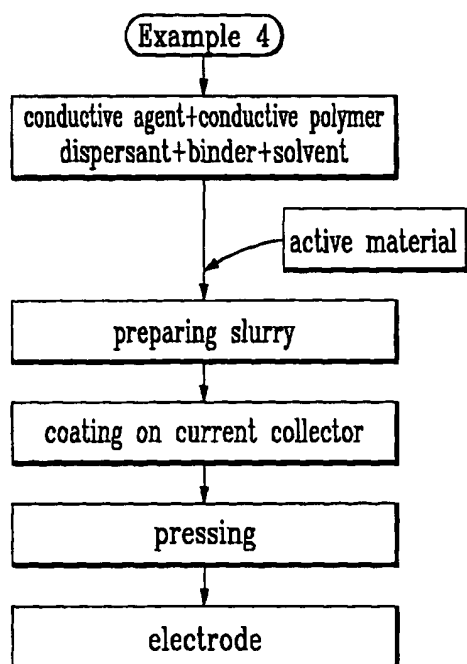 Example 4
conductive agent+conductive polymer
dispersant+binder+solvent
active material
preparing slurry
coating on current collector
pressing
electrode